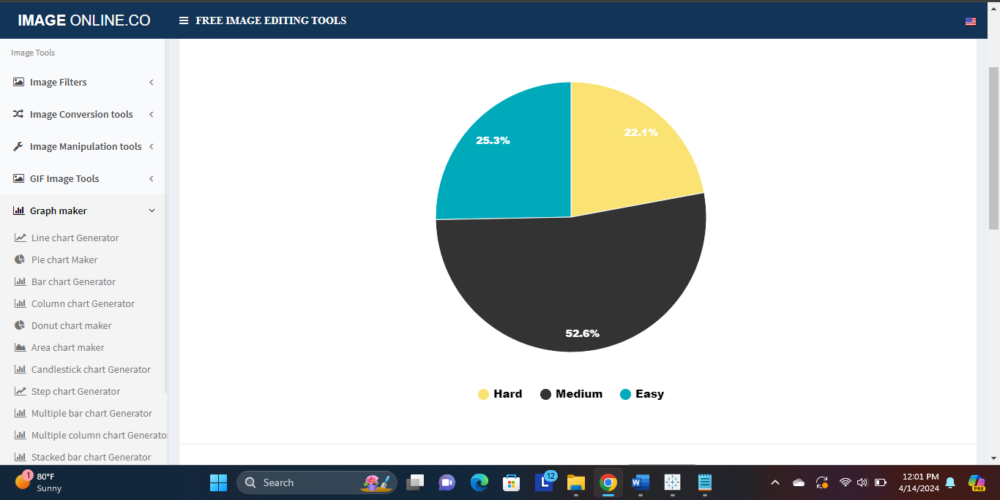 IMAGE ONLINE.CO
FREE IMAGE EDITING TOOLS
Image Tools
Image Filters
Image Conversion tools
Image Manipulation tools
GIF Image Tools
Graph maker
Line chart Generator
Pie chart Maker
Bar chart Generator
Column chart Generator
Donut chart maker
Area chart maker
Candlestick chart Generator
Step chart Generator
Multiple bar chart Generator
Multiple column chart Generato
Stacked bar chart Generator
25.3%
22.1%
52.6%
Hard Medium Easy
1
80°F
Sunny
Search
L
12
W
PRE
12:01 PM
4/14/2024